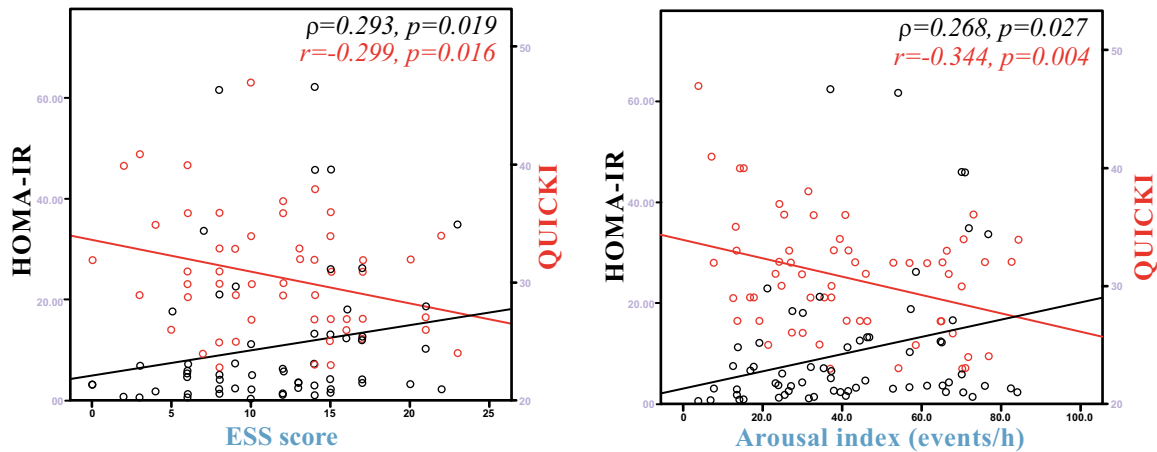 ρ=0.293, p=0.019
r=-0.299, p=0.016
HOMA-IR
60.00
40.00
20.00
00
50
40
30
20
QUICKI
0 5 10 15 20 25
ESS score
ρ=0.268, p=0.027
r=-0.344, p=0.004
HOMA-IR
60.00
40.00
20.00
00
50
40
30
20
QUICKI
0 20.0 40.0 60.0 80.0 100.0
Arousal index (events/h)